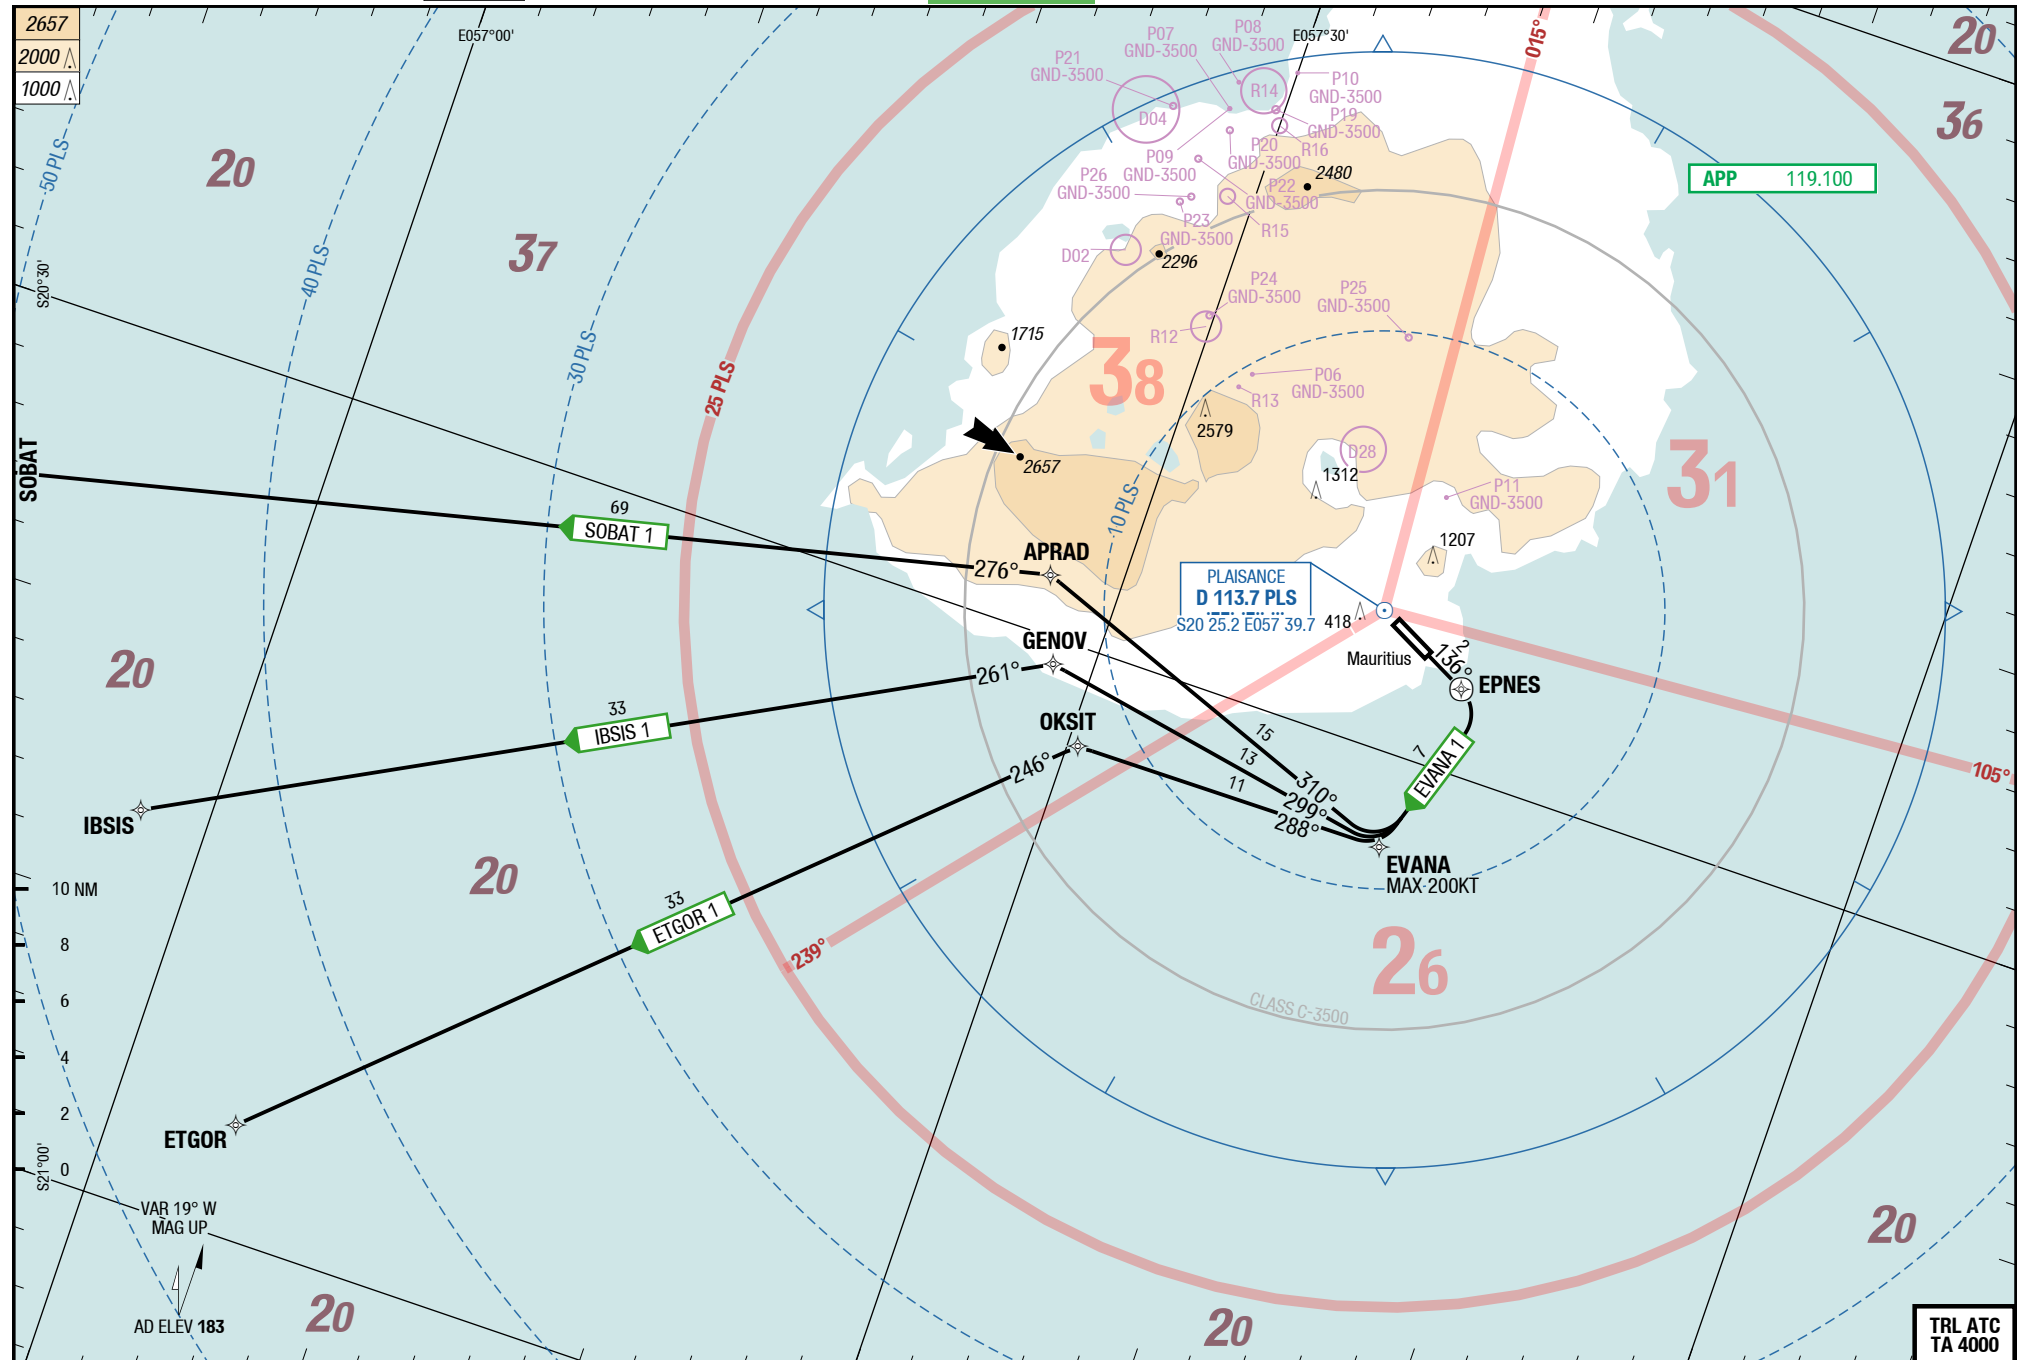 2657
2000
1000
E057°00'
E057°30'
P07
GND-3500
P08
GND-3500
P21
GND-3500
R14
P10
GND-3500
D04
P19
GND-3500
R16
P20
GND-3500
P09
GND-3500
P26
GND-3500
P22
GND-3500
2480
P23
GND-3500
R15
D02
2296
P24
GND-3500
P25
GND-3500
R12
P06
GND-3500
R13
D28
P11
GND-3500
015°
20
36
APP 119.100
50 PLS
20
37
40 PLS
S20°30'
30 PLS
25 PLS
1715
38
2579
2657
1312
10 PLS
1207
31
SOBAT
69
SOBAT 1
276°
APRAD
PLAISANCE
D 113.7 PLS
S20 25.2 E057 39.7
418
Mauritius
2
136°
EPNES
GENOV
261°
33
IBSIS 1
IBSIS
20
OKSIT
246°
15
13
11
310°
299°
288°
7
EVANA 1
105°
EVANA
MAX 200KT
33
ETGOR 1
239°
20
26
CLASS C-3500
10 NM
8
6
4
2
0
ETGOR
S21°00'
VAR 19° W
MAG UP
AD ELEV 183
20
20
20
TRL ATC
TA 4000